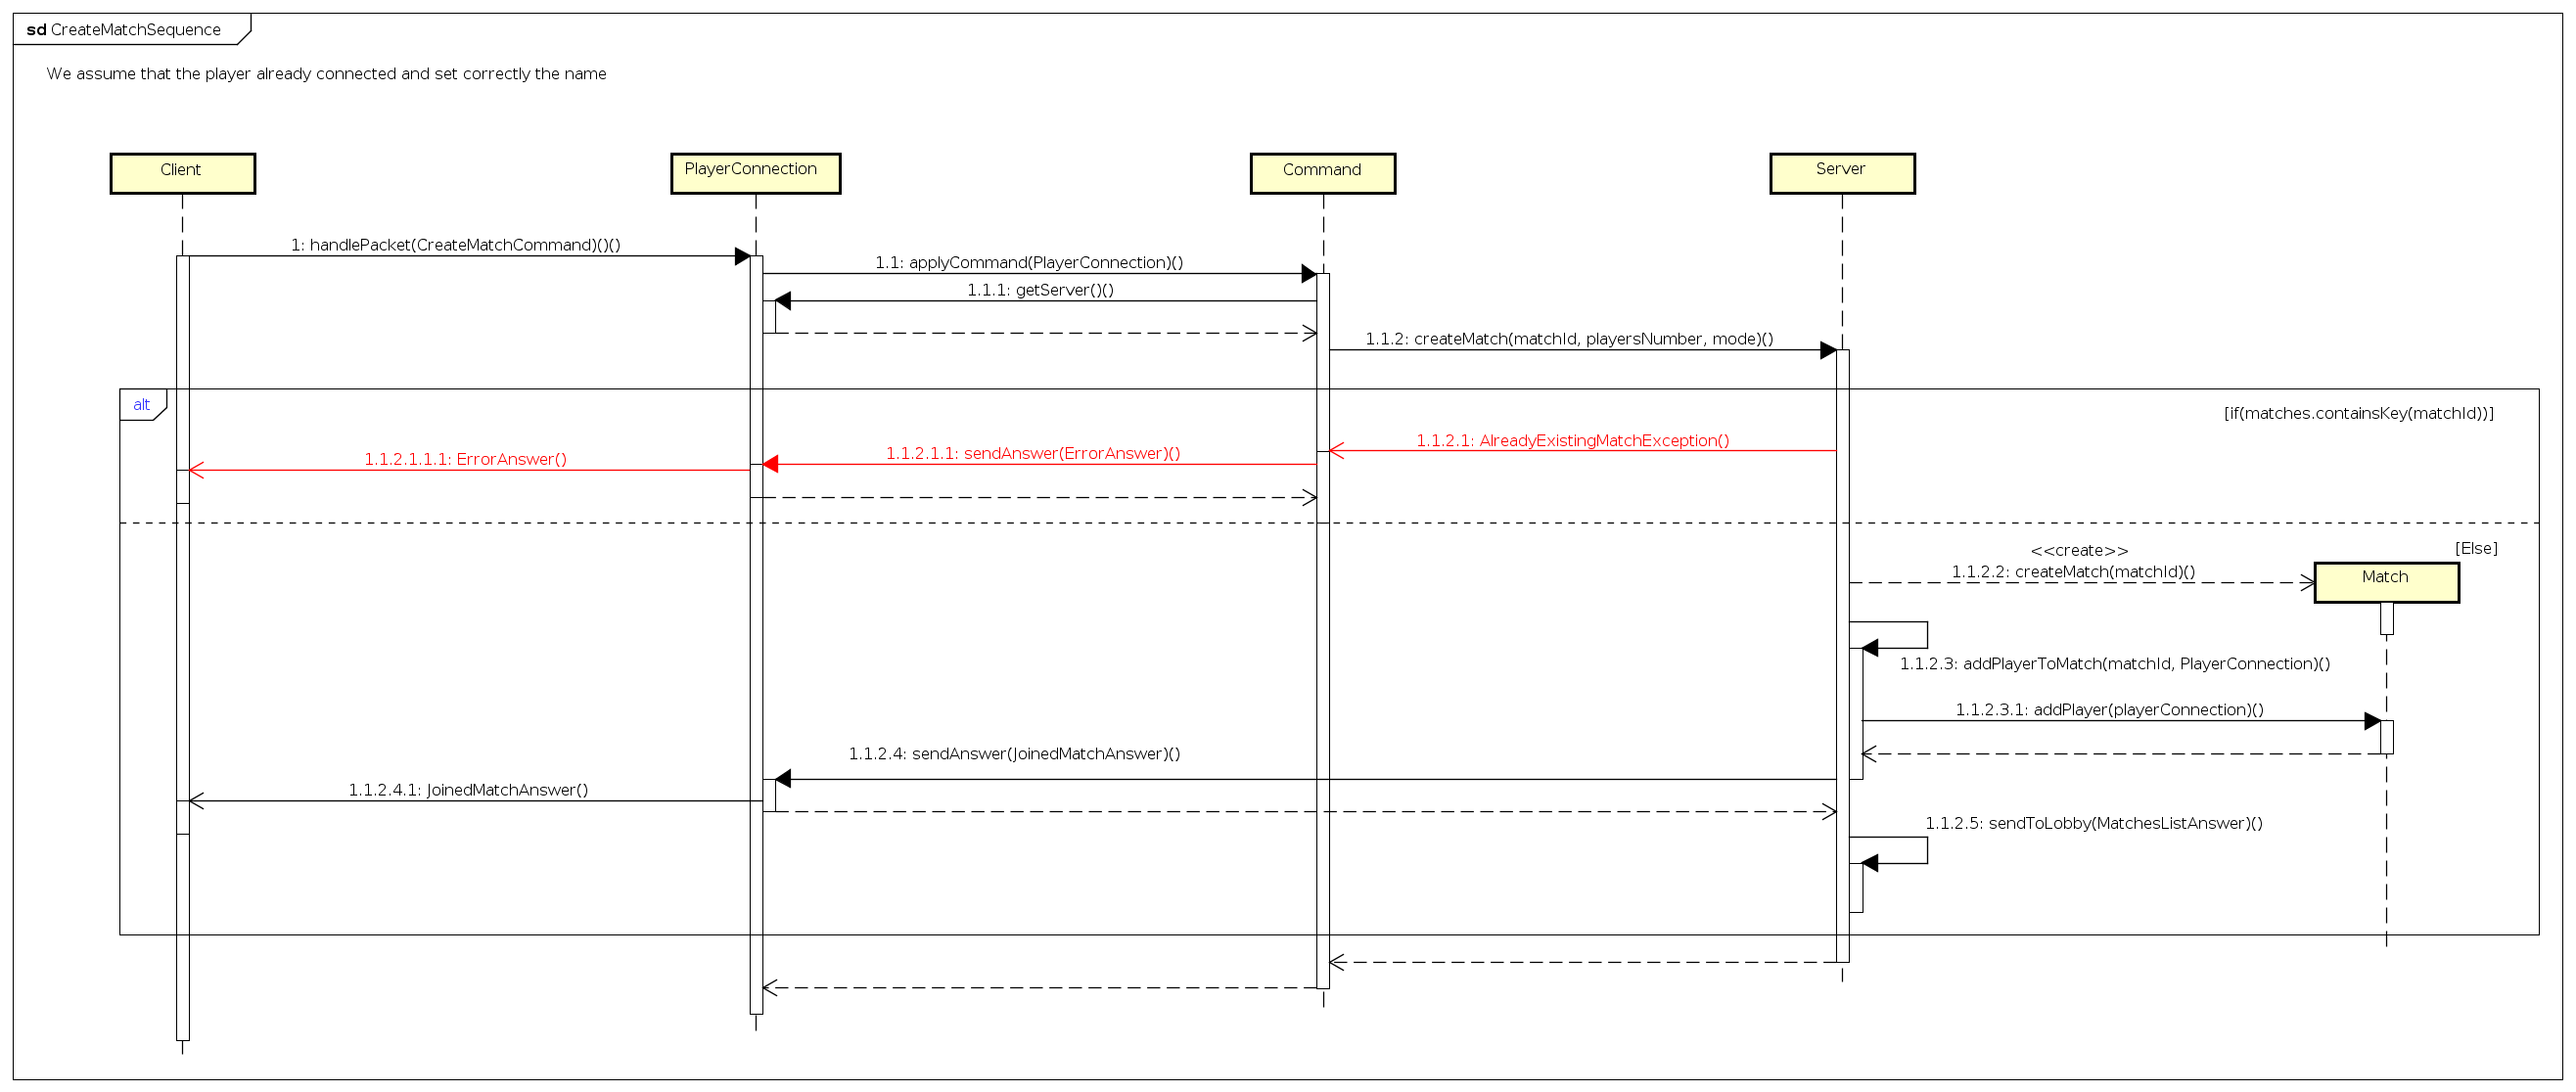 sd CreateMatchSequence
We assume that the player already connected and set correctly the name
Client
PlayerConnection
Command
Server
1: handlePacket(CreateMatchCommand)()()
1.1: applyCommand(PlayerConnection)()
1.1.1: getServer()()
1.1.2: createMatch(matchId, playersNumber, mode)()
alt
[if(matches.containsKey(matchId))]
1.1.2.1: AlreadyExistingMatchException()
1.1.2.1.1: sendAnswer(ErrorAnswer)()
1.1.2.1.1.1: ErrorAnswer()
[Else]
<<create>>
1.1.2.2: createMatch(matchId)()
Match
1.1.2.3: addPlayerToMatch(matchId, PlayerConnection)()
1.1.2.3.1: addPlayer(playerConnection)()
1.1.2.4: sendAnswer(JoinedMatchAnswer)()
1.1.2.4.1: JoinedMatchAnswer()
1.1.2.5: sendToLobby(MatchesListAnswer)()